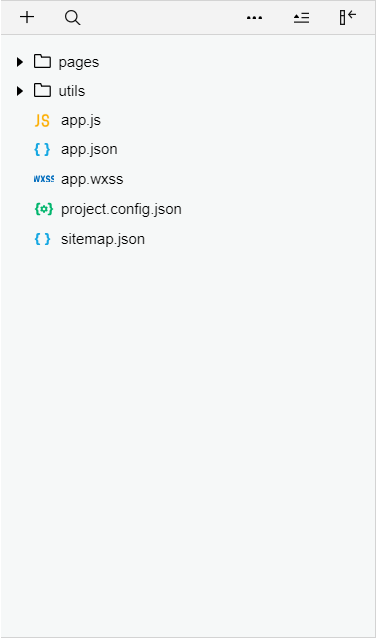 pages
utils
JS app.js
{ } app.json
WXSS app.wxss
project.config.json
{ } sitemap.json